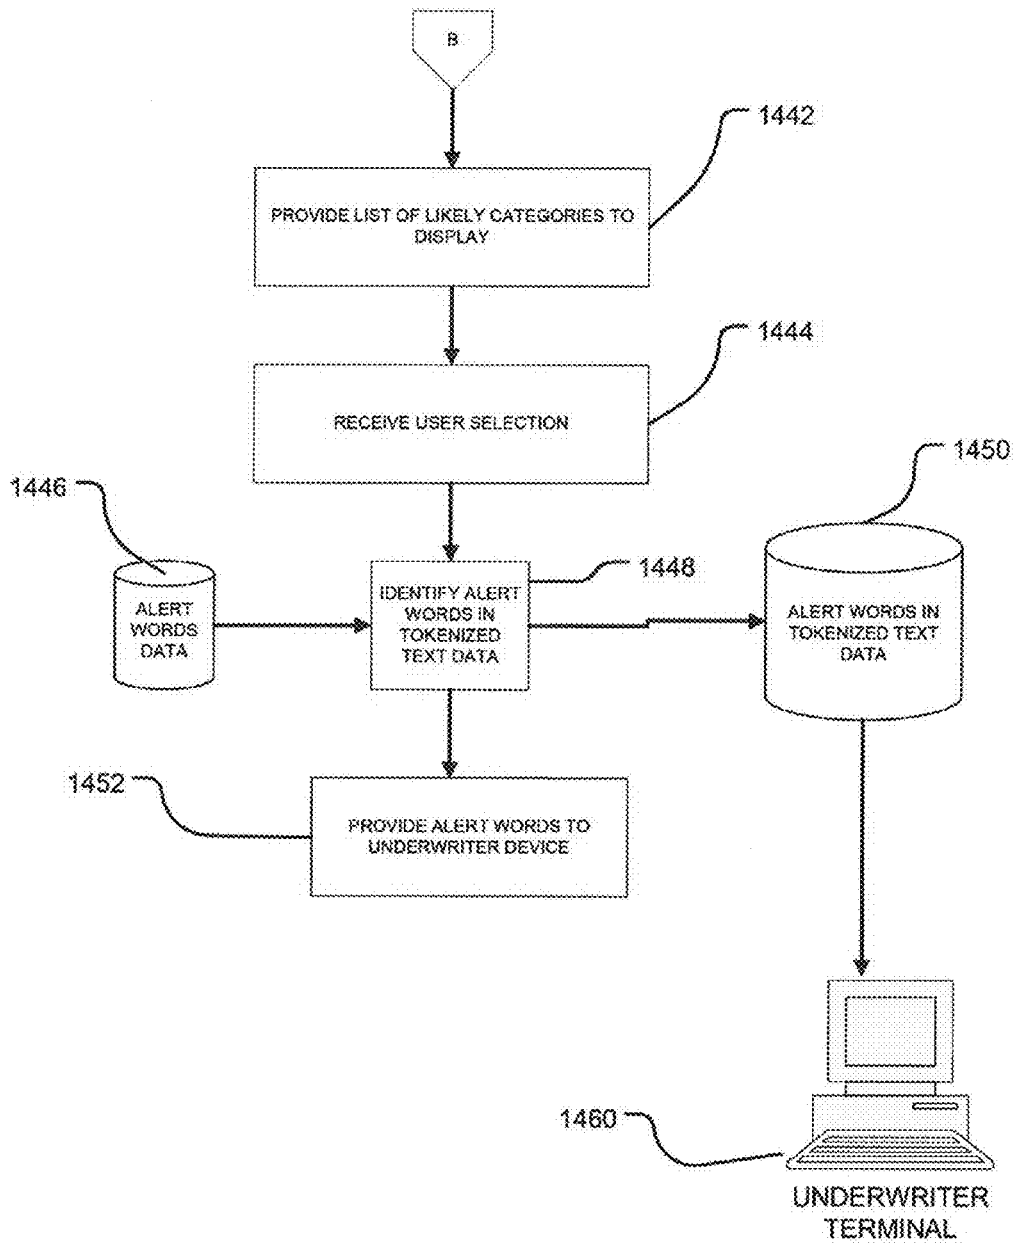 B
1442
PROVIDE LIST OF LIKELY CATEGORIES TO
DISPLAY
1444
RECEIVE USER SELECTION
1450
1446
1448
ALERT
WORDS
DATA
IDENTIFY ALERT
WORDS IN
TOKENIZED
TEXT DATA
ALERT WORDS IN
TOKENIZED TEXT
DATA
1452
PROVIDE ALERT WORDS TO
UNDERWRITER DEVICE
1460
UNDERWRITER
TERMINAL